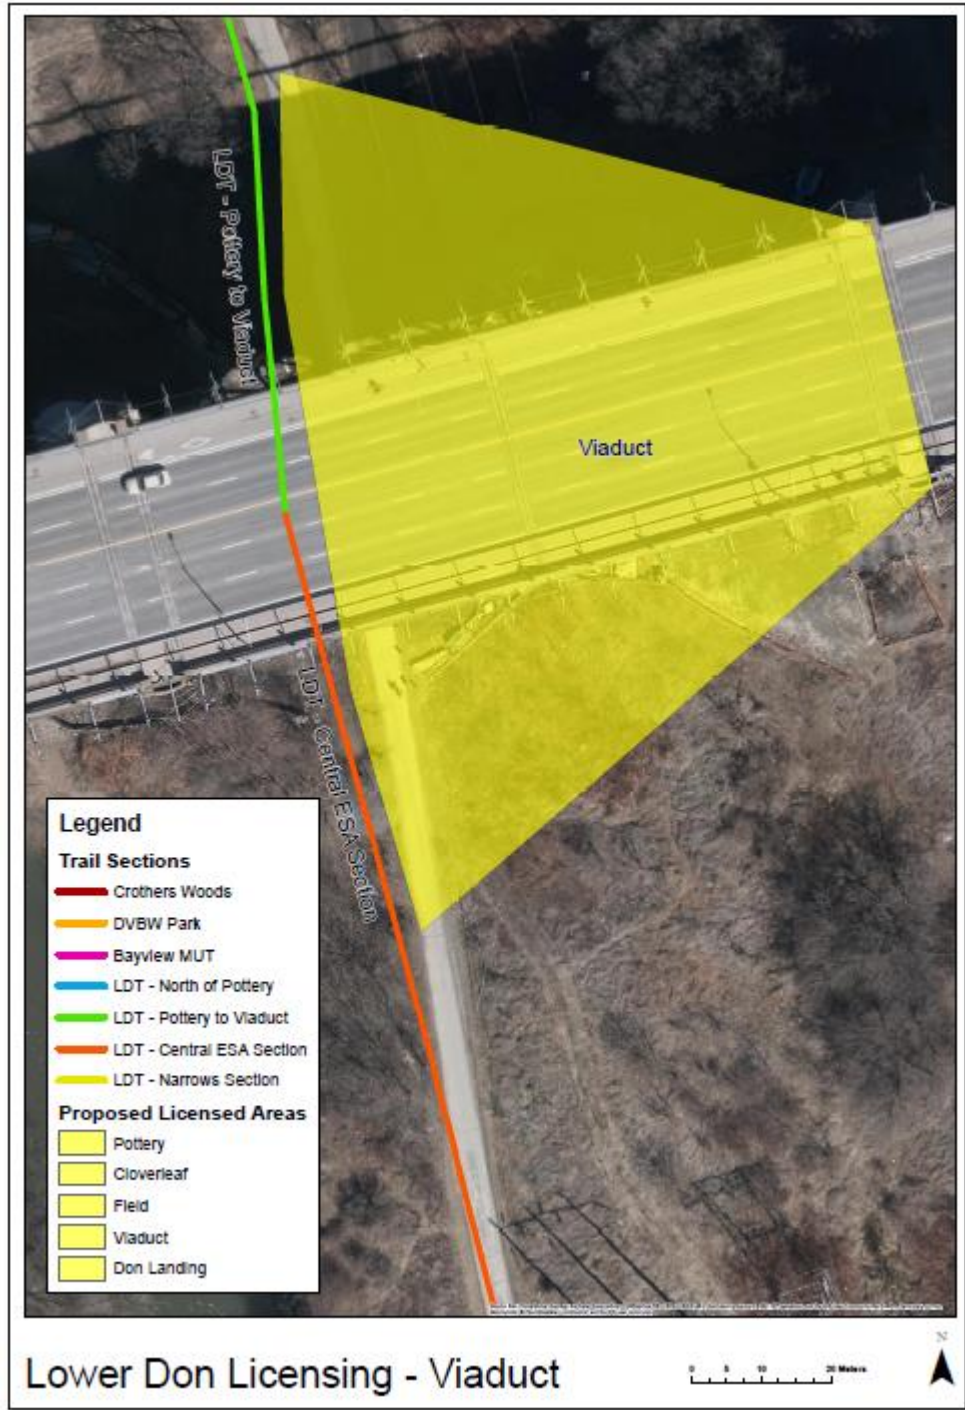 LDT - Pottery to Viaduct
Viaduct
LDT - Central ESA Section
Legend
Trail Sections
Crothers Woods
DVBW Park
Bayview MUT
LDT - North of Pottery
LDT - Pottery to Viaduct
LDT - Central ESA Section
LDT - Narrows Section
Proposed Licensed Areas
Pottery
Cloverleaf
Field
Viaduct
Don Landing
Lower Don Licensing - Viaduct
0 5 10 20 Meters
N